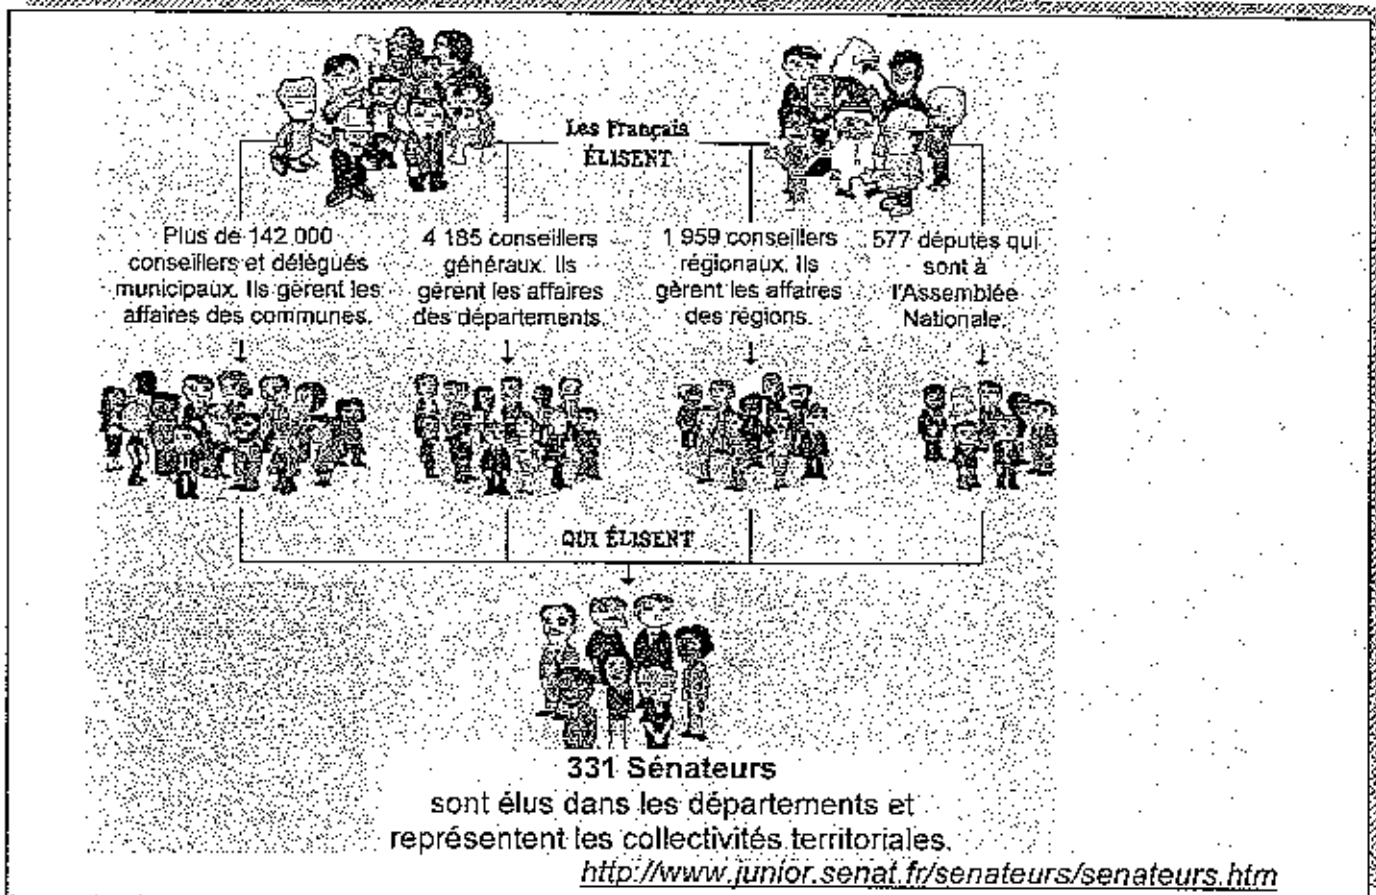 Les Français
ÉLISENT
Plus de 142 000
conseillers et délégués
municipaux. Ils gèrent les
affaires des communes.
4 185 conseillers
généraux. Ils
gèrent les affaires
des départements.
1 959 conseillers
régionaux. Ils
gèrent les affaires
des régions.
577 députés qui
sont à
l'Assemblée
Nationale.
QUI ÉLISENT
331 Sénateurs
sont élus dans les départements et
représentent les collectivités territoriales.
http://www.junior.senat.fr/senateurs/senateurs.htm